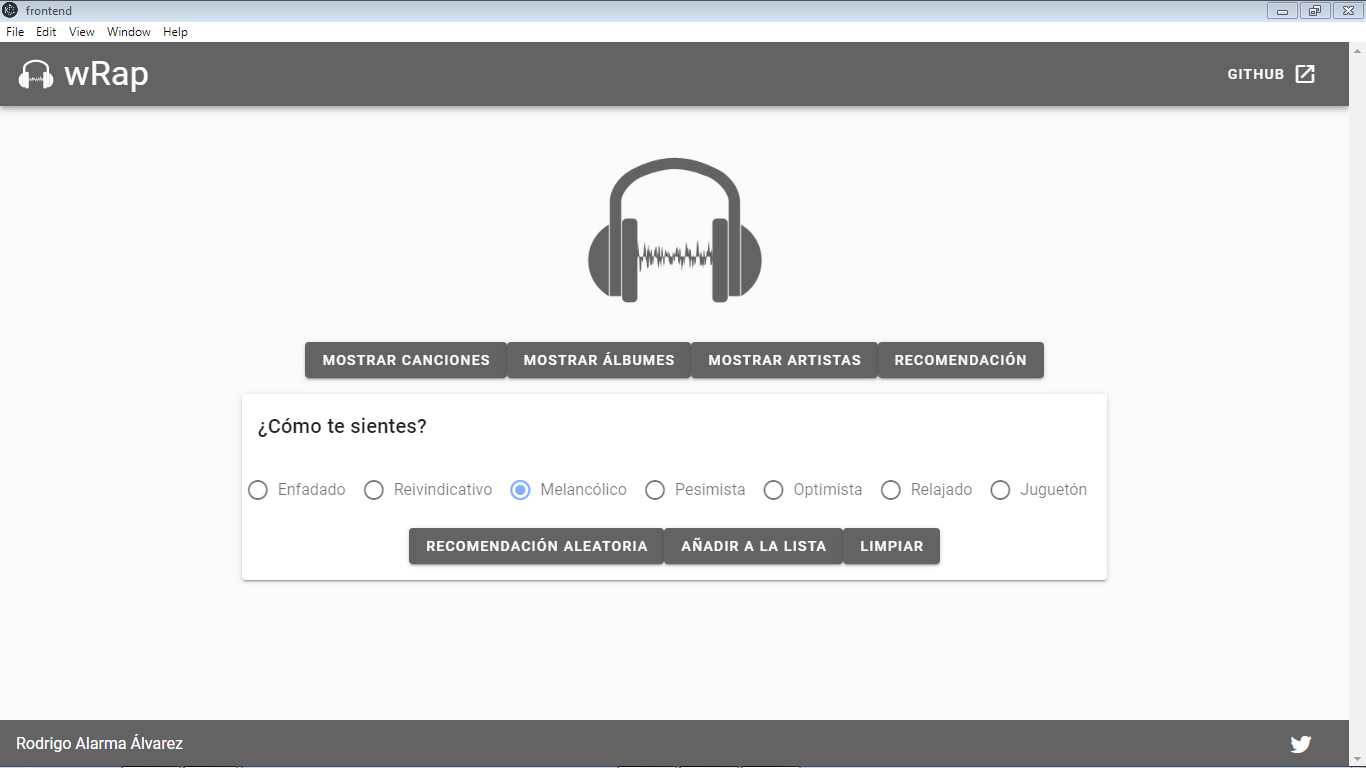 frontend
File Edit View Window Help
wRap GITHUB
MOSTRAR CANCIONES MOSTRAR ÁLBUMES MOSTRAR ARTISTAS RECOMENDACIÓN
¿Cómo te sientes?
Enfadado Reivindicativo Melancólico Pesimista Optimista Relajado Juguetón
RECOMENDACIÓN ALEATORIA AÑADIR A LA LISTA LIMPIAR
Rodrigo Alarma Álvarez